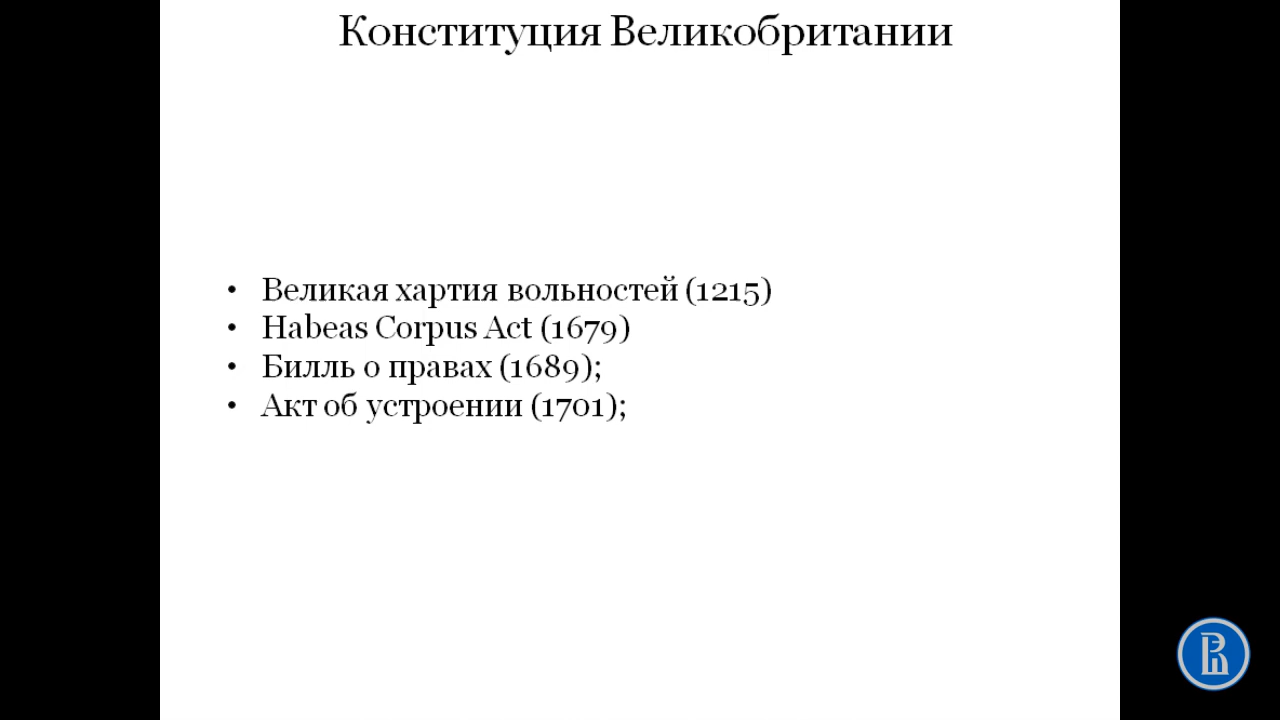 Конституция Великобритании
• Великая хартия вольностей (1215)
• Habeas Corpus Act (1679)
• Билль о правах (1689);
• Акт об устроении (1701);